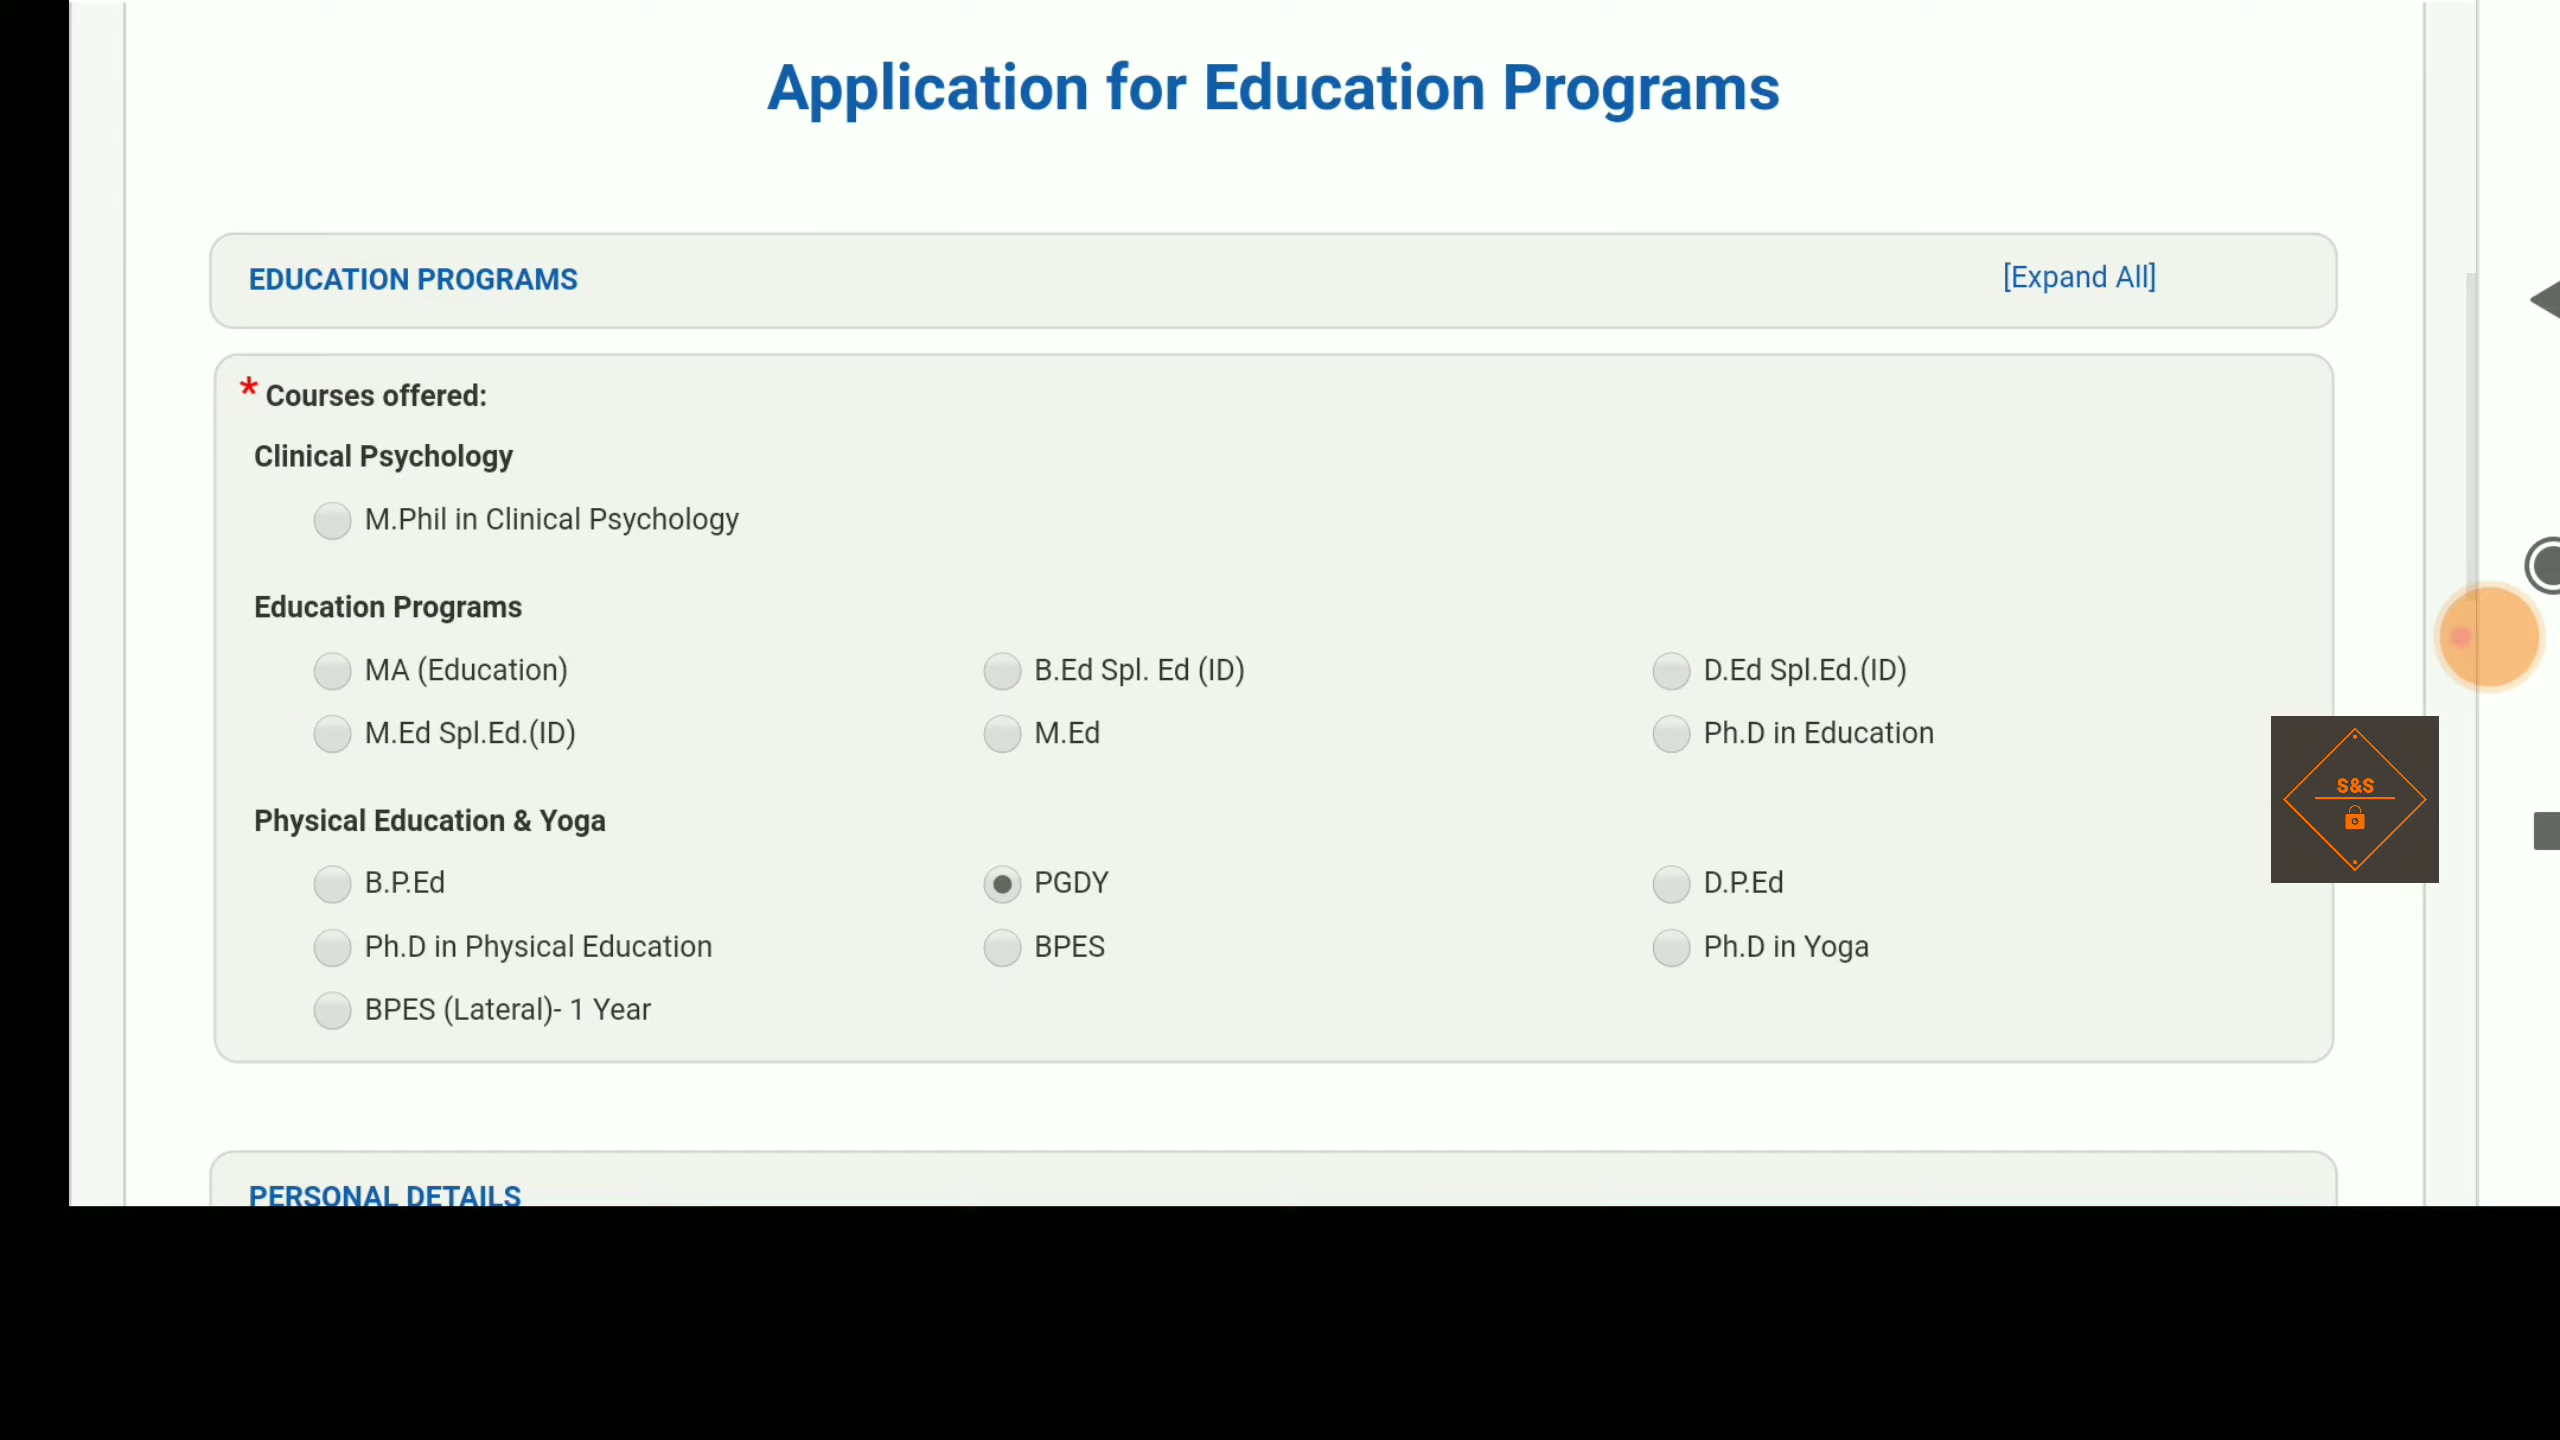 Application for Education Programs
EDUCATION PROGRAMS [Expand All]
* Courses offered:
Clinical Psychology
M.Phil in Clinical Psychology
Education Programs
MA (Education) B.Ed Spl. Ed (ID) D.Ed Spl.Ed.(ID)
M.Ed Spl.Ed.(ID) M.Ed Ph.D in Education
S&S
Physical Education & Yoga
B.P.Ed PGDY D.P.Ed
Ph.D in Physical Education BPES Ph.D in Yoga
BPES (Lateral)- 1 Year
PERSONAL DETAILS